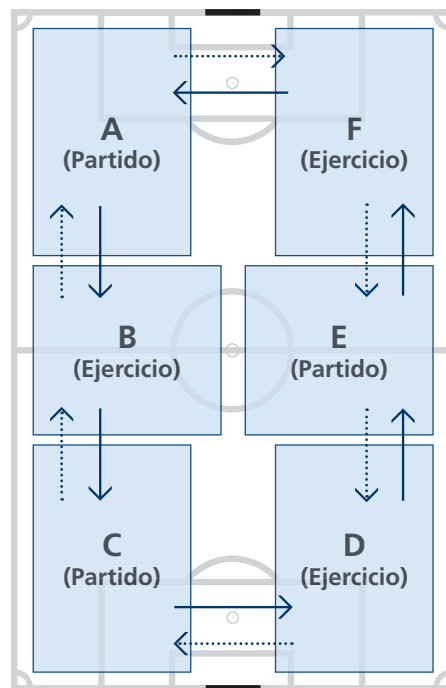 A
(Partido)
F
(Ejercicio)
B
(Ejercicio)
E
(Partido)
C
(Partido)
D
(Ejercicio)